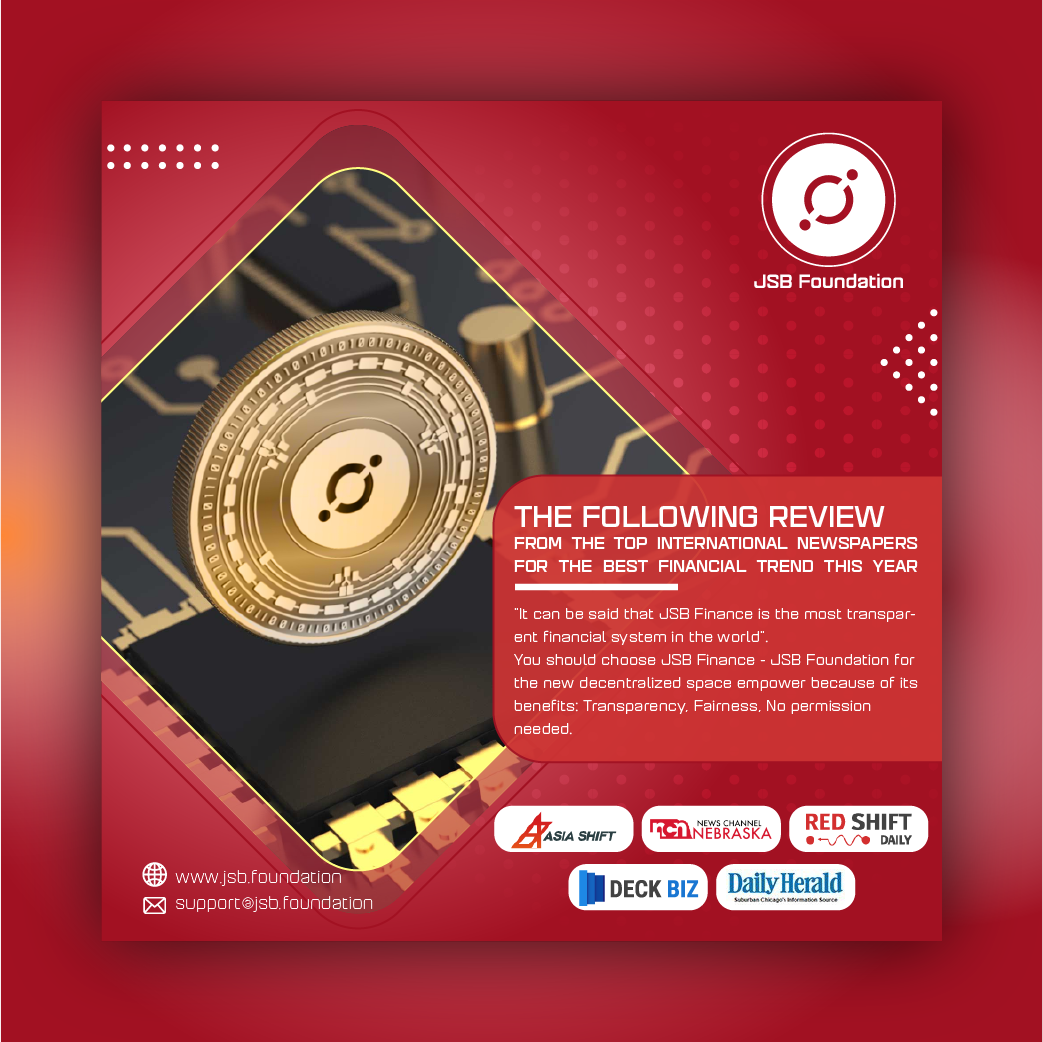 JSB Foundation
THE FOLLOWING REVIEW
FROM THE TOP INTERNATIONAL NEWSPAPERS
FOR THE BEST FINANCIAL TREND THIS YEAR
"It can be said that JSB Finance is the most transpar-
ent financial system in the world".
You should choose JSB Finance - JSB Foundation for
the new decentralized space empower because of its
benefits: Transparency, Fairness, No permission
needed.
ASIA SHIFT
ncn NEWS CHANNEL
NEBRASKA
RED SHIFT
DAILY
DECK BIZ
Daily Herald
Suburban Chicago's Information Source
www.jsb.foundation
support@jsb.foundation